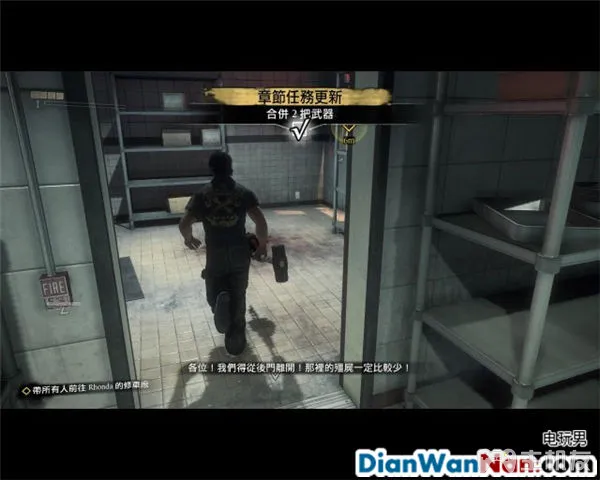 章節任務更新
合併 2 把武器
6m
FIRE
各位！我們得從後門離開！那裡的殭屍一定比較少！
帶所有人前往 Rhonda 的修車廠
电玩男
DianWanNan.com